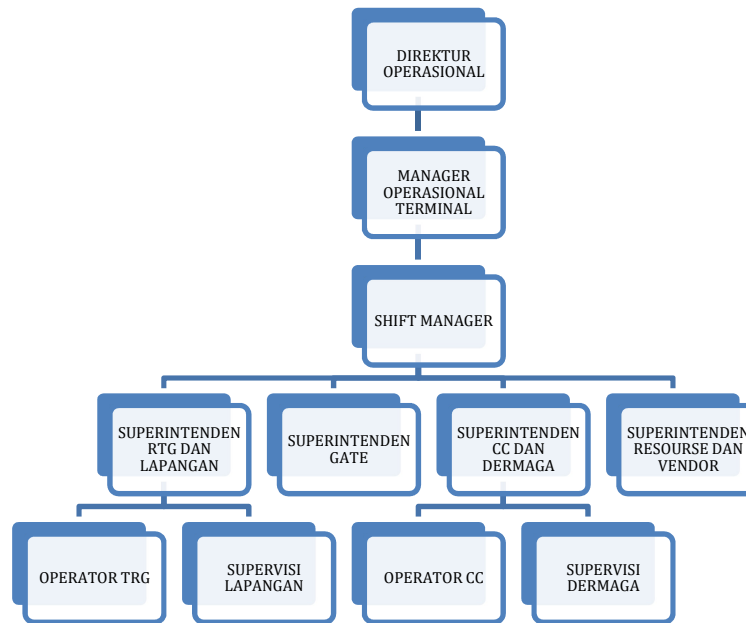 DIREKTUR
OPERASIONAL
MANAGER
OPERASIONAL
TERMINAL
SHIFT MANAGER
SUPERINTENDEN
RTG DAN
LAPANGAN
SUPERINTENDEN
GATE
SUPERINTENDEN
CC DAN
DERMAGA
SUPERINTENDEN
RESOURSE DAN
VENDOR
OPERATOR TRG
SUPERVISI
LAPANGAN
OPERATOR CC
SUPERVISI
DERMAGA